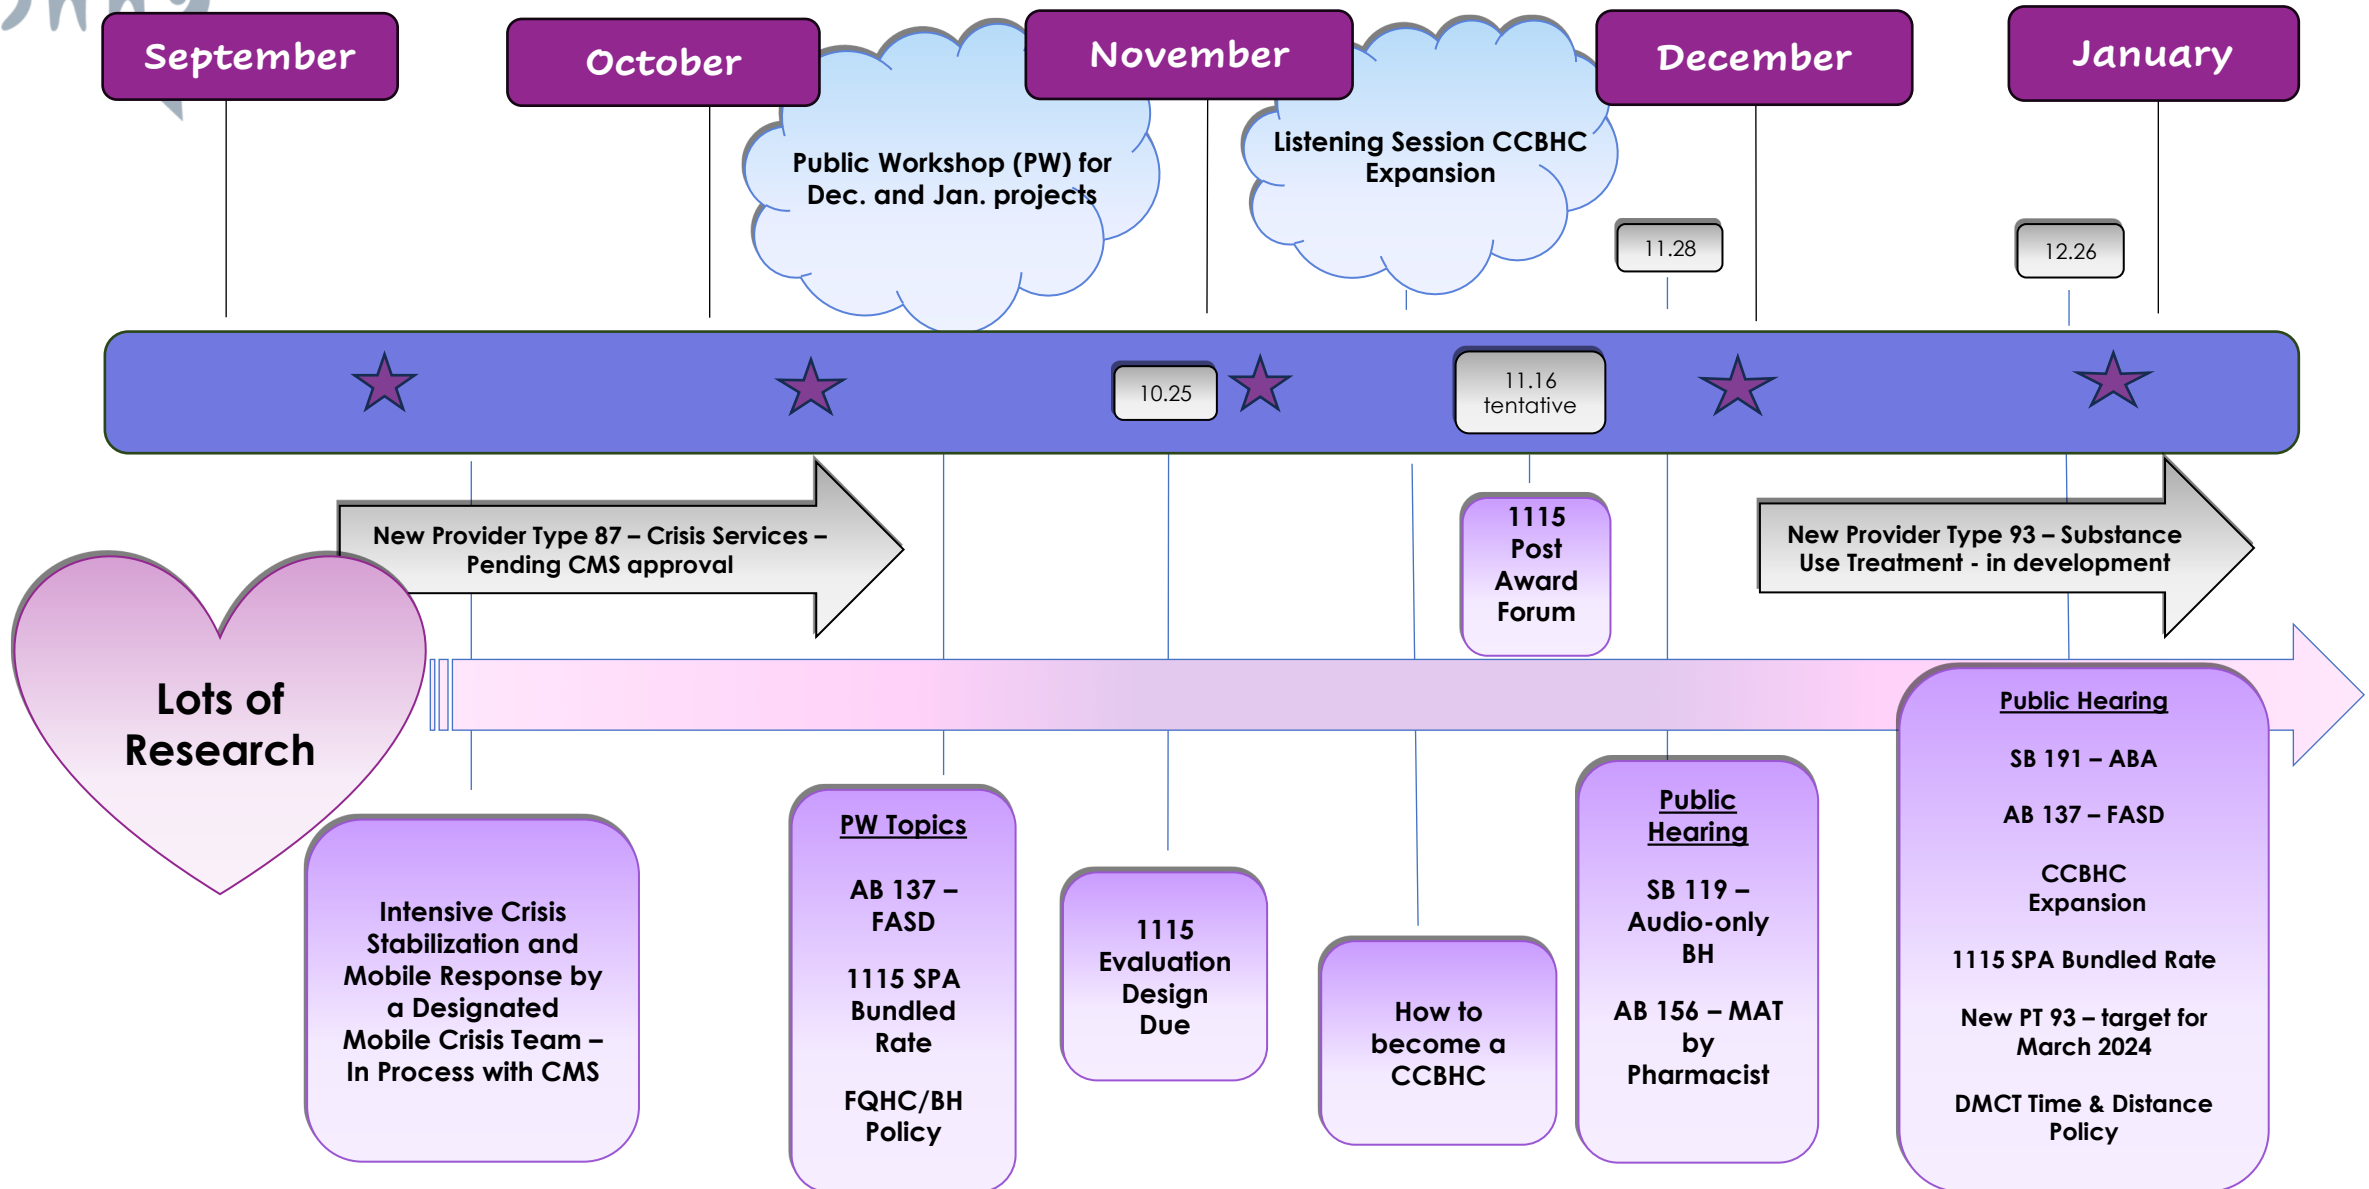 September
October
November
December
January
Public Workshop (PW) for
Dec. and Jan. projects
Listening Session CCBHC
Expansion
11.28
12.26
10.25
11.16
tentative
New Provider Type 87 – Crisis Services –
Pending CMS approval
1115
Post
Award
Forum
New Provider Type 93 – Substance
Use Treatment - in development
Lots of
Research
Intensive Crisis
Stabilization and
Mobile Response by
a Designated
Mobile Crisis Team –
In Process with CMS
PW Topics
AB 137 –
FASD
1115 SPA
Bundled
Rate
FQHC/BH
Policy
1115
Evaluation
Design
Due
How to
become a
CCBHC
Public
Hearing
SB 119 –
Audio-only
BH
AB 156 – MAT
by
Pharmacist
Public Hearing
SB 191 – ABA
AB 137 – FASD
CCBHC
Expansion
1115 SPA Bundled Rate
New PT 93 – target for
March 2024
DMCT Time & Distance
Policy